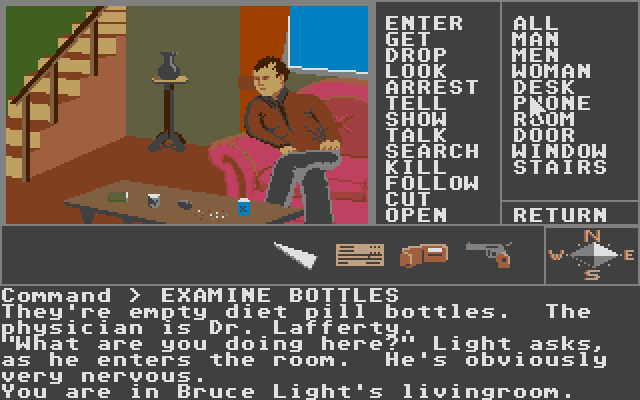 ENTER
GET
DROP
LOOK
ARREST
TELL
SHOW
TALK
SEARCH
KILL
FOLLOW
CUT
OPEN
ALL
MAN
MEN
WOMAN
DESK
PHONE
ROOM
DOOR
WINDOW
STAIRS
RETURN
N
W E
S
Command > EXAMINE BOTTLES
They're empty diet pill bottles. The
physician is Dr. Lafferty.
"What are you doing here?" Light asks,
as he enters the room. He's obviously
very nervous.
You are in Bruce Light's livingroom.